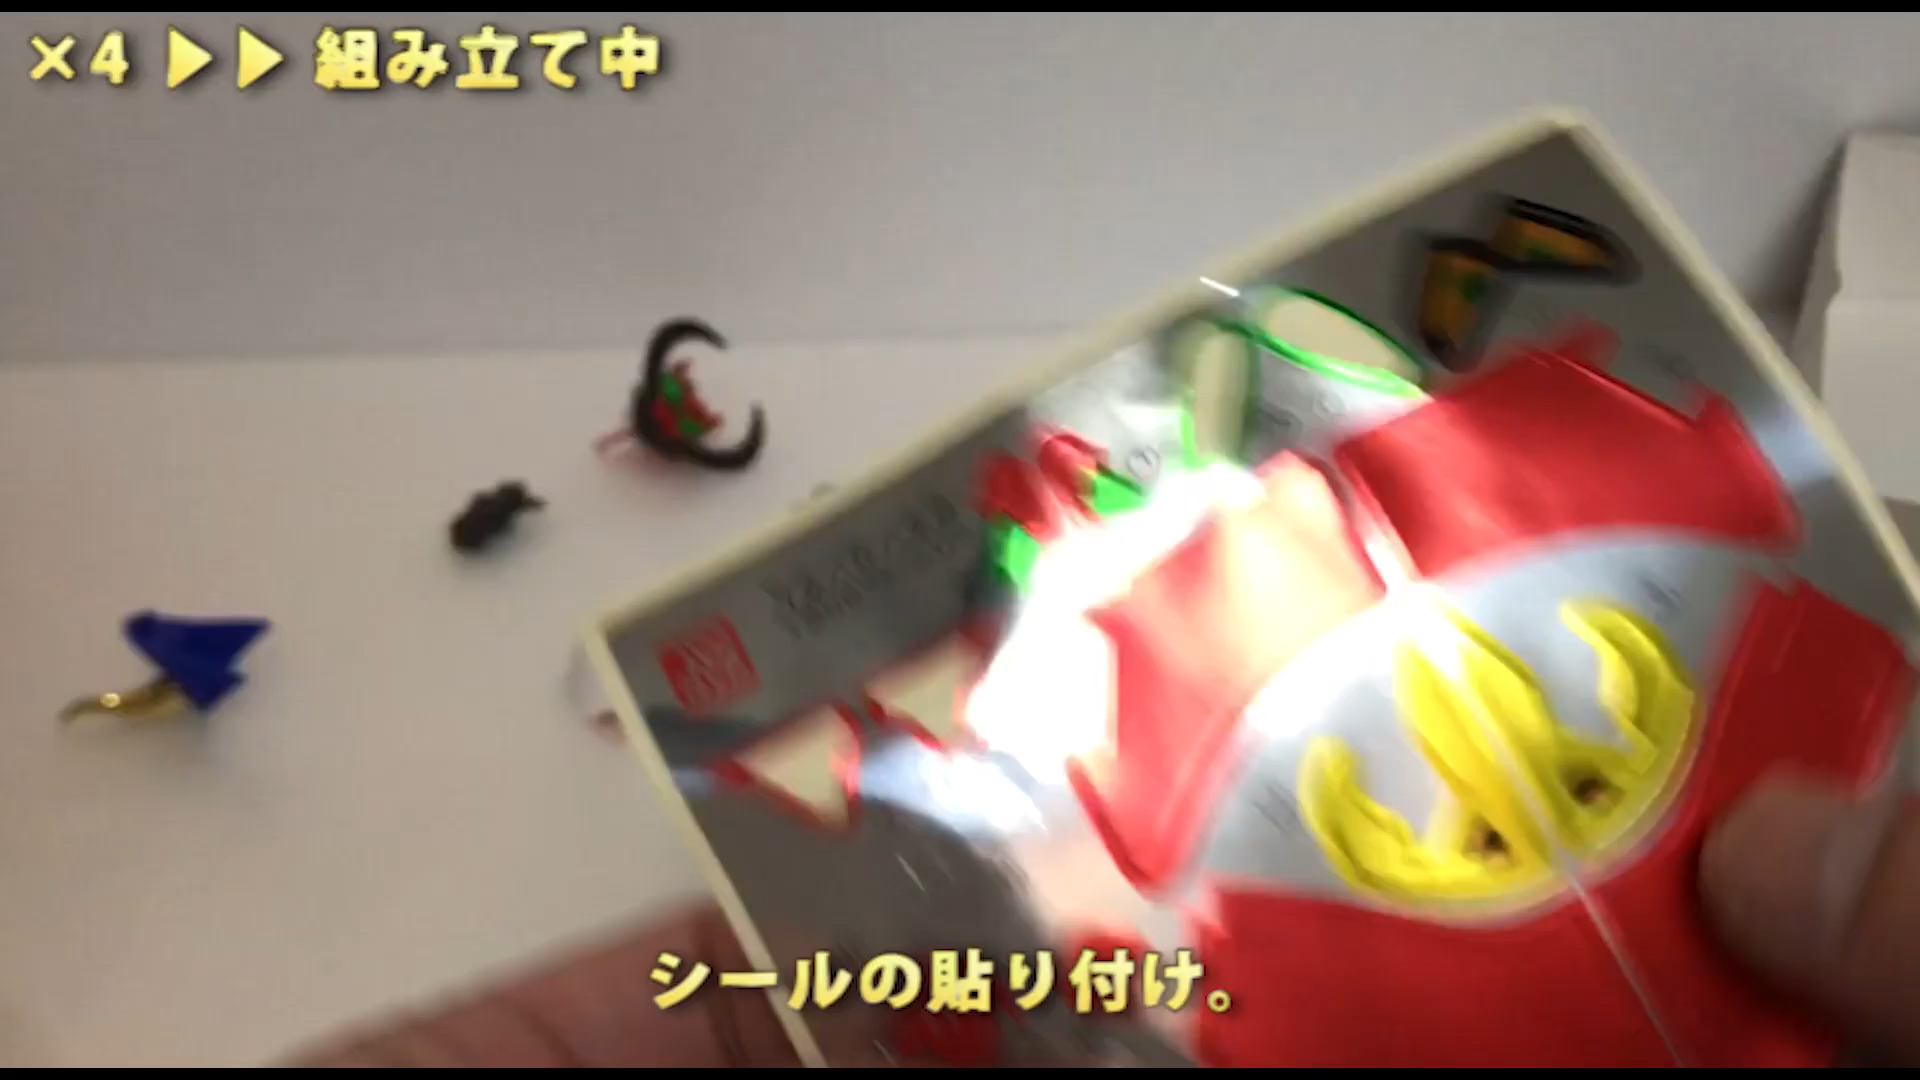 ×4 ▶▶ 組み立て中
シールの貼り付け。